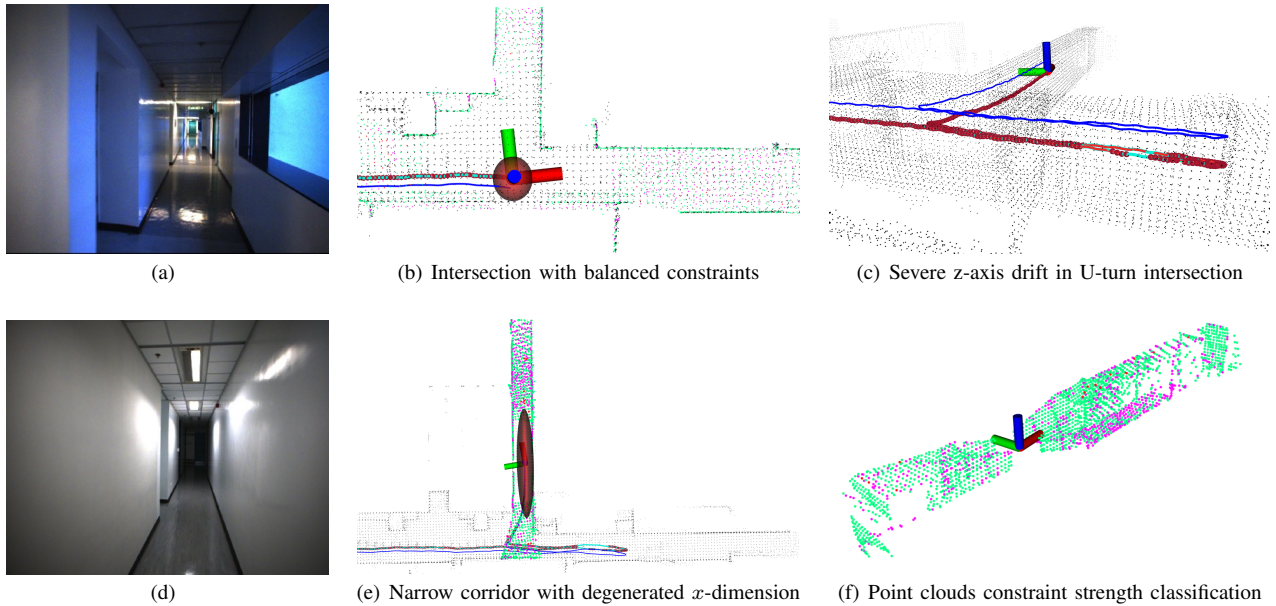 (a)
(b) Intersection with balanced constraints
(c) Severe z-axis drift in U-turn intersection
(d)
(e) Narrow corridor with degenerated x-dimension
(f) Point clouds constraint strength classification